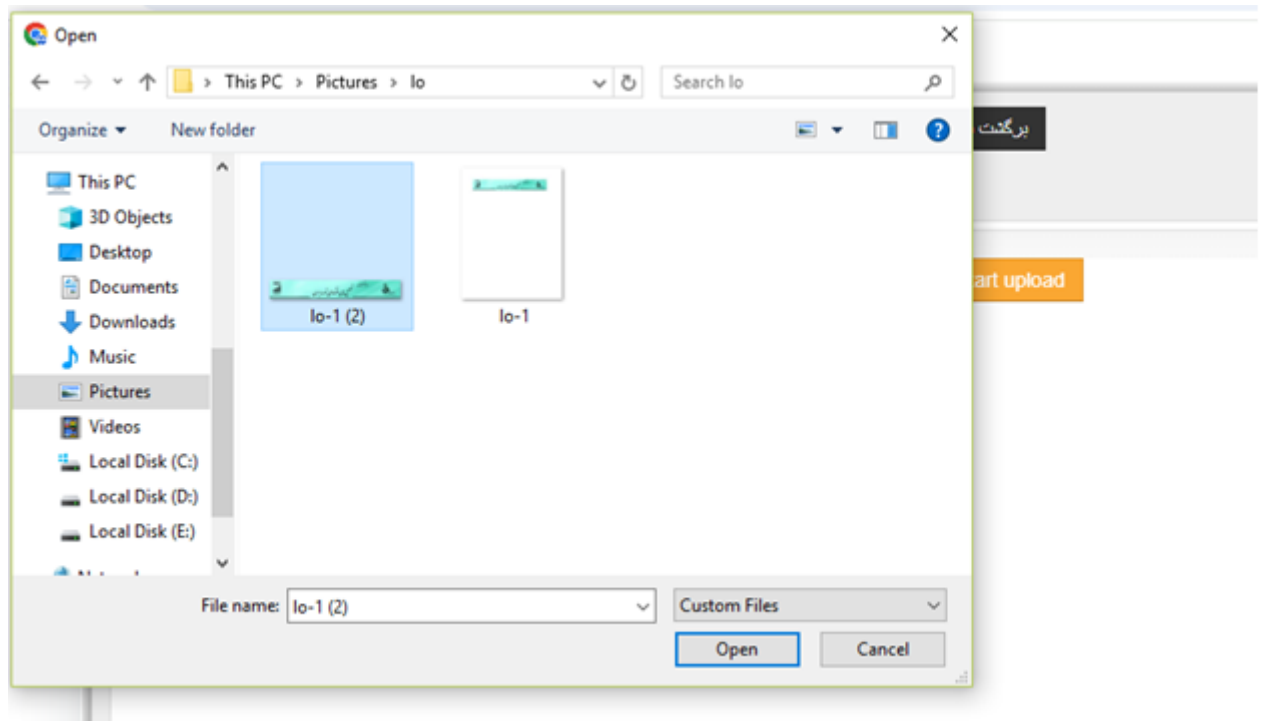 Open
This PC > Pictures > lo
Search lo
Organize
New folder
برگشت
This PC
3D Objects
Desktop
Documents
Downloads
Music
Pictures
Videos
Local Disk (C:)
Local Disk (D:)
Local Disk (E:)
lo-1 (2)
lo-1
art upload
File name: lo-1 (2)
Custom Files
Open
Cancel